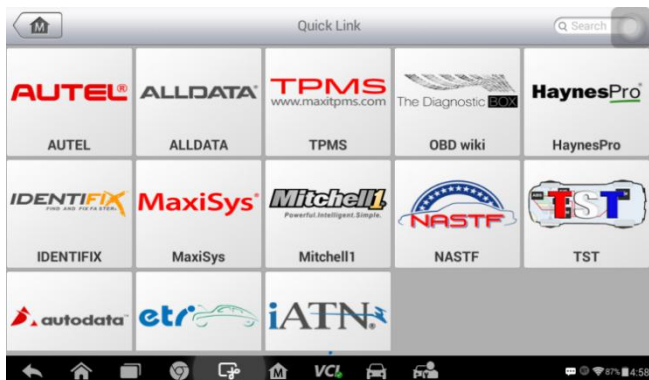 M
Quick Link
Search
AUTEL®
AUTEL
ALLDATA
ALLDATA
TPMS
www.maxitpms.com
TPMS
The Diagnostic BOX
OBD wiki
HaynesPro
HaynesPro
IDENTIFIX
FIND AND FIX FASTER.
IDENTIFIX
MaxiSys
MaxiSys
Mitchell1
Powerful.Intelligent.Simple.
Mitchell1
NASTF
NASTF
TST
TST
autodata
etri
iATN®
M
VCI
87%
4:58